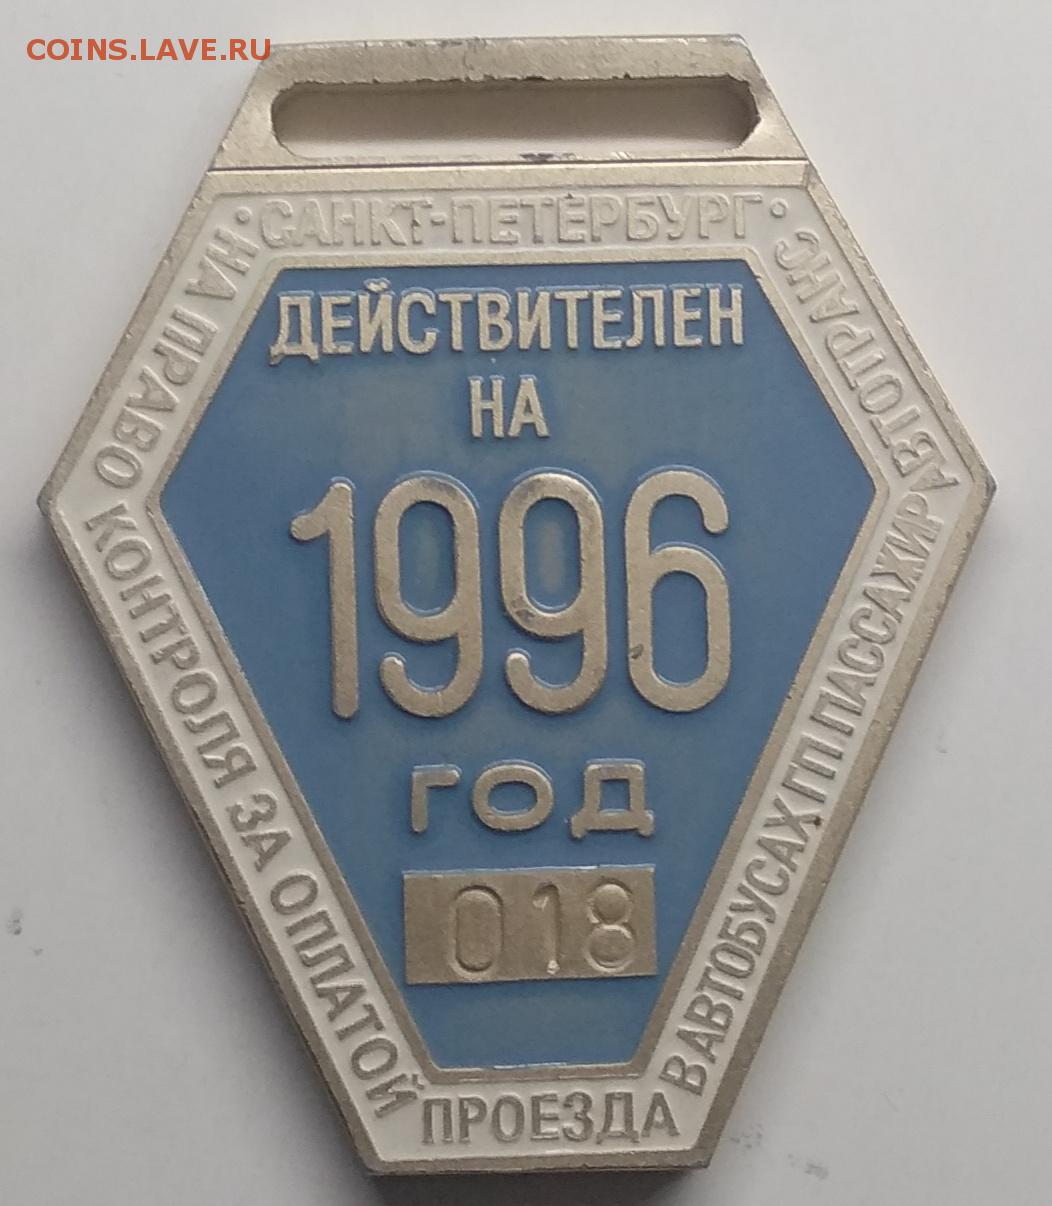 COINS.LAVE.RU
· САНКТ-ПЕТЕРБУРГ ·
НА ПРАВО КОНТРОЛЯ ЗА ОПЛАТОЙ
ПРОЕЗДА
В АВТОБУСАХ ГП ПАССАЖИРАВТОТРАНС
ДЕЙСТВИТЕЛЕН
НА
1996
ГОД
018